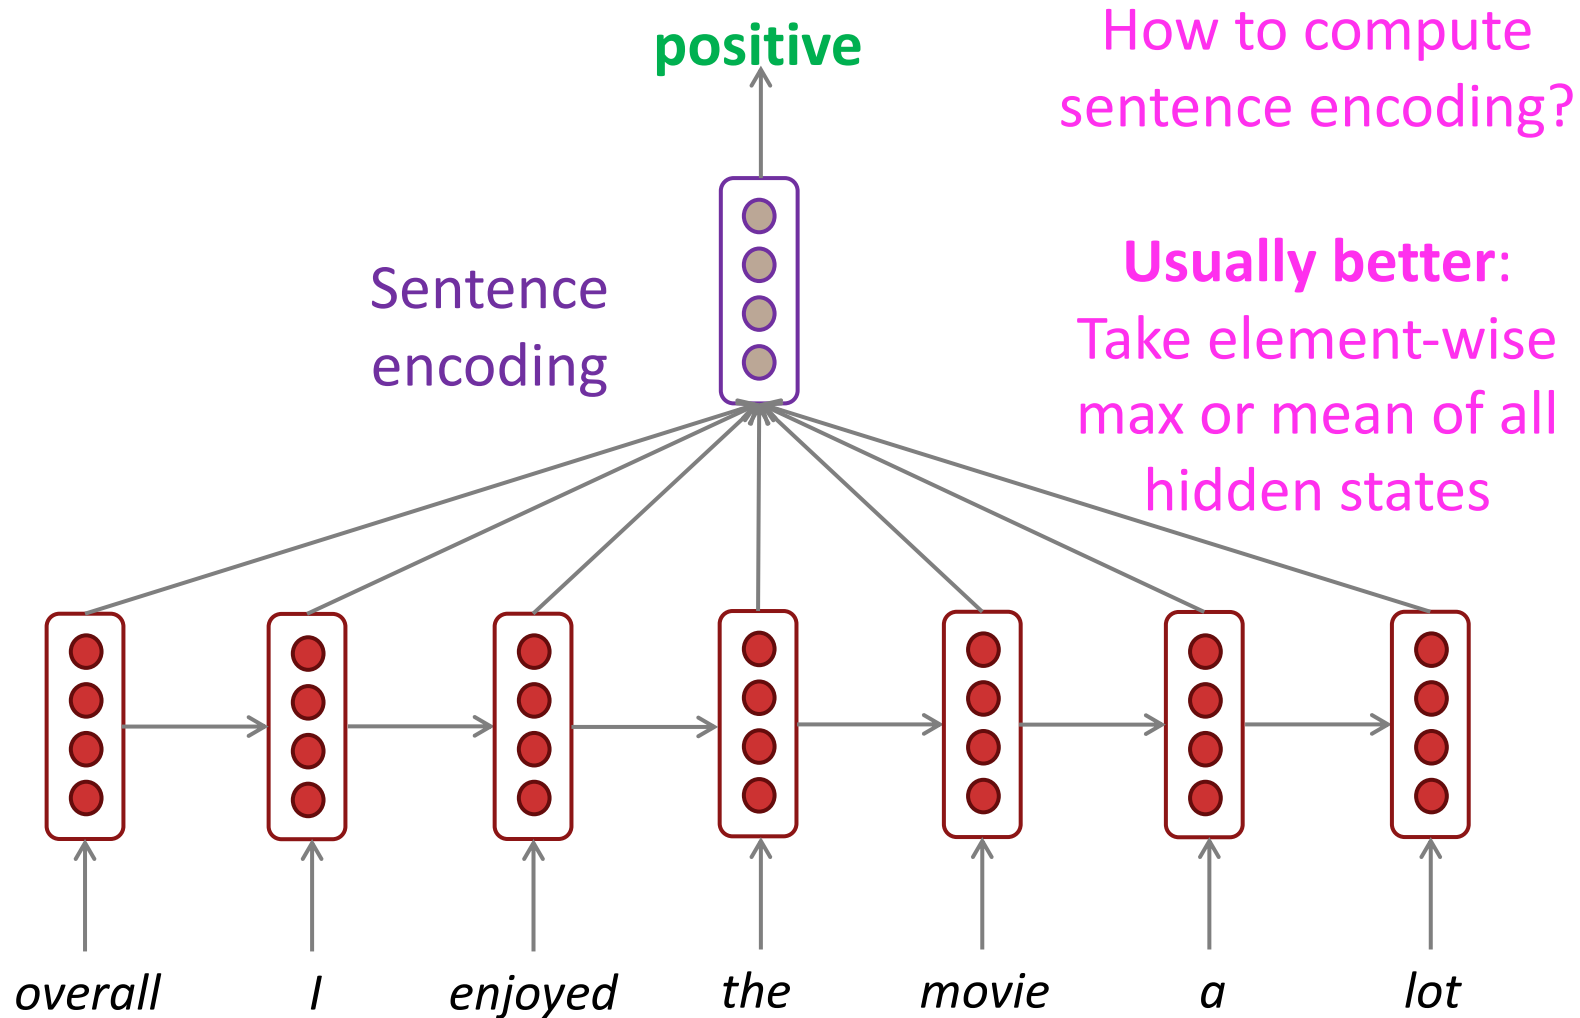 positive
How to compute
sentence encoding?
Sentence
encoding
Usually better:
Take element-wise
max or mean of all
hidden states
overall I enjoyed the movie a lot